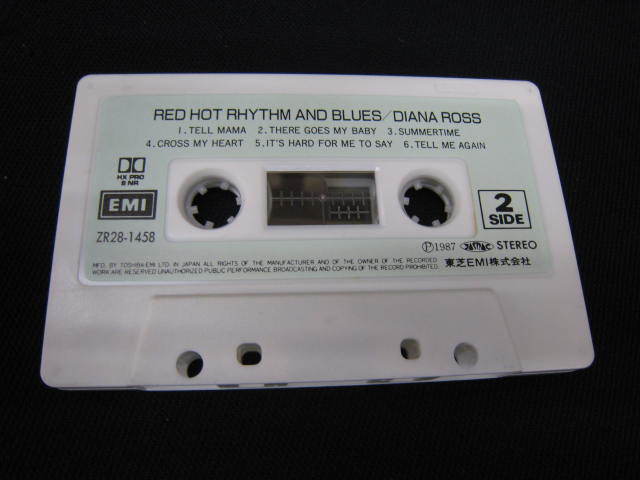 RED HOT RHYTHM AND BLUES/DIANA ROSS
1. TELL MAMA 2. THERE GOES MY BABY 3. SUMMERTIME
4. CROSS MY HEART 5. IT'S HARD FOR ME TO SAY 6. TELL ME AGAIN
HX PRO
B NR
EMI
2
SIDE
ZR28-1458
Ⓟ1987 JASRAC STEREO
MFD. BY TOSHIBA-EMI LTD. IN JAPAN ALL RIGHTS OF THE MANUFACTURER AND OF THE OWNER OF THE RECORDED
WORK ARE RESERVED UNAUTHORIZED PUBLIC PERFORMANCE BROADCASTING AND COPYING OF THE RECORD PROHIBITED.
東芝EMI株式会社